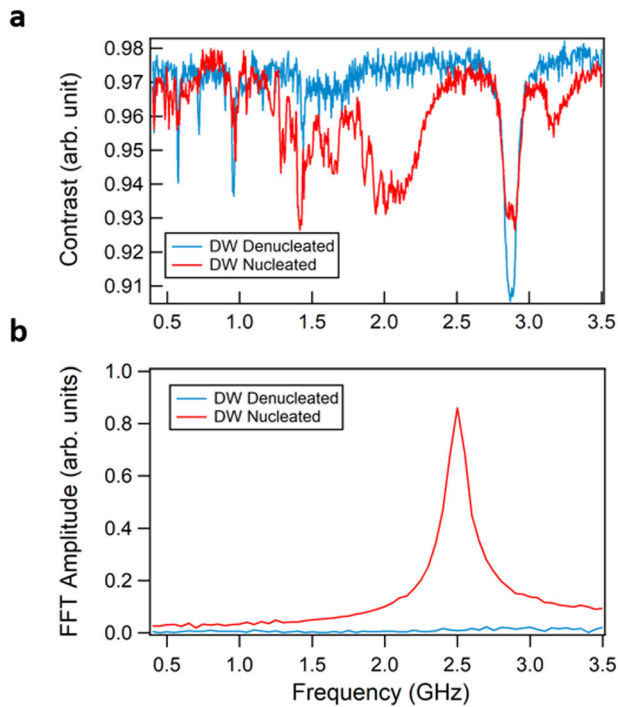 a
0.98
0.97
0.96
0.95
0.94
0.93
0.92
0.91
Contrast (arb. unit)
DW Denucleated
DW Nucleated
0.5 1.0 1.5 2.0 2.5 3.0 3.5
b
1.0
0.8
0.6
0.4
0.2
0.0
FFT Amplitude (arb. units)
DW Denucleated
DW Nucleated
0.5 1.0 1.5 2.0 2.5 3.0 3.5
Frequency (GHz)